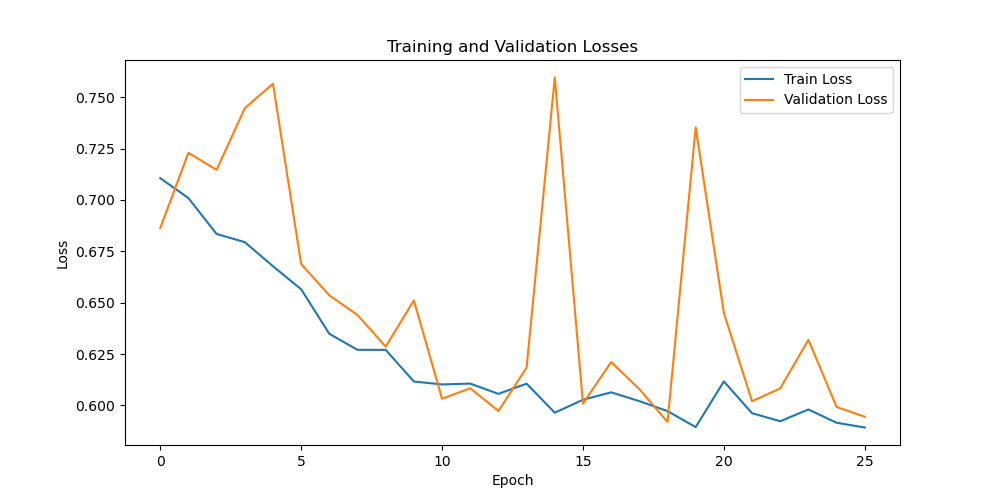 Training and Validation Losses
Train Loss
Validation Loss
0.750
0.725
0.700
0.675
0.650
0.625
0.600
Loss
0 5 10 15 20 25
Epoch